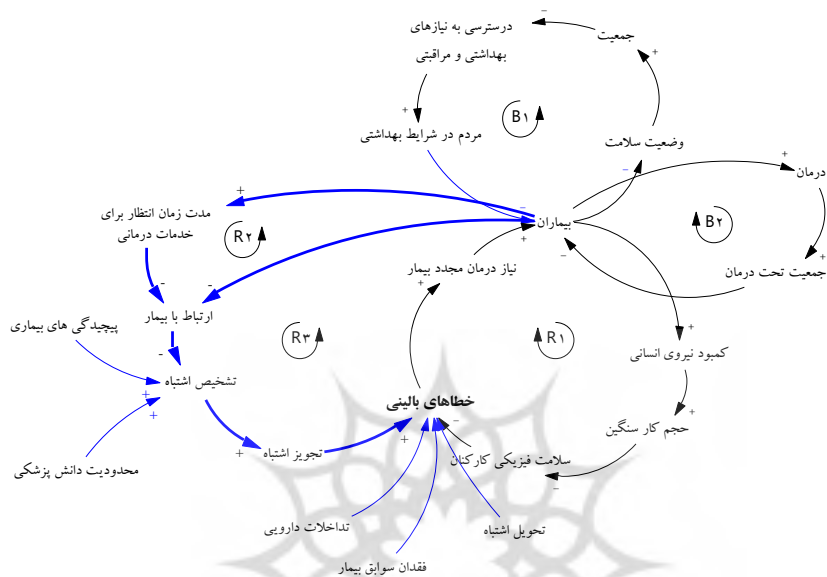 درسترسی به نیازهای
بهداشتی و مراقبتی
جمعیت
B۱
مردم در شرایط بهداشتی
وضعیت سلامت
درمان
بیماران
B۲
مدت زمان انتظار برای
خدمات درمانی
R۲
نیاز درمان مجدد بیمار
جمعیت تحت درمان
ارتباط با بیمار
پیچیدگی های بیماری
R۳
R۱
کمبود نیروی انسانی
تشخیص اشتباه
خطاهای بالینی
حجم کار سنگین
تجویز اشتباه
سلامت فیزیکی کارکنان
محدودیت دانش پزشکی
تداخلات دارویی
تحویل اشتباه
فقدان سوابق بیمار